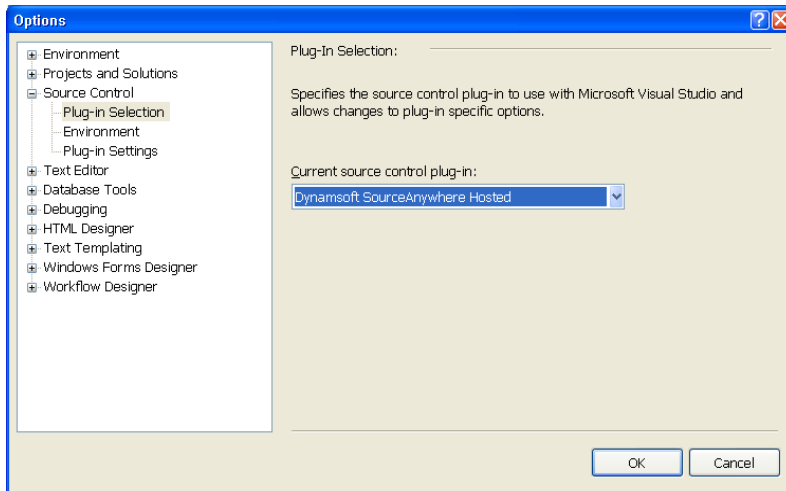 Options
Environment
Projects and Solutions
Source Control
Plug-in Selection
Environment
Plug-in Settings
Text Editor
Database Tools
Debugging
HTML Designer
Text Templating
Windows Forms Designer
Workflow Designer
Plug-In Selection:
Specifies the source control plug-in to use with Microsoft Visual Studio and
allows changes to plug-in specific options.
Current source control plug-in:
Dynamsoft SourceAnywhere Hosted
OK
Cancel